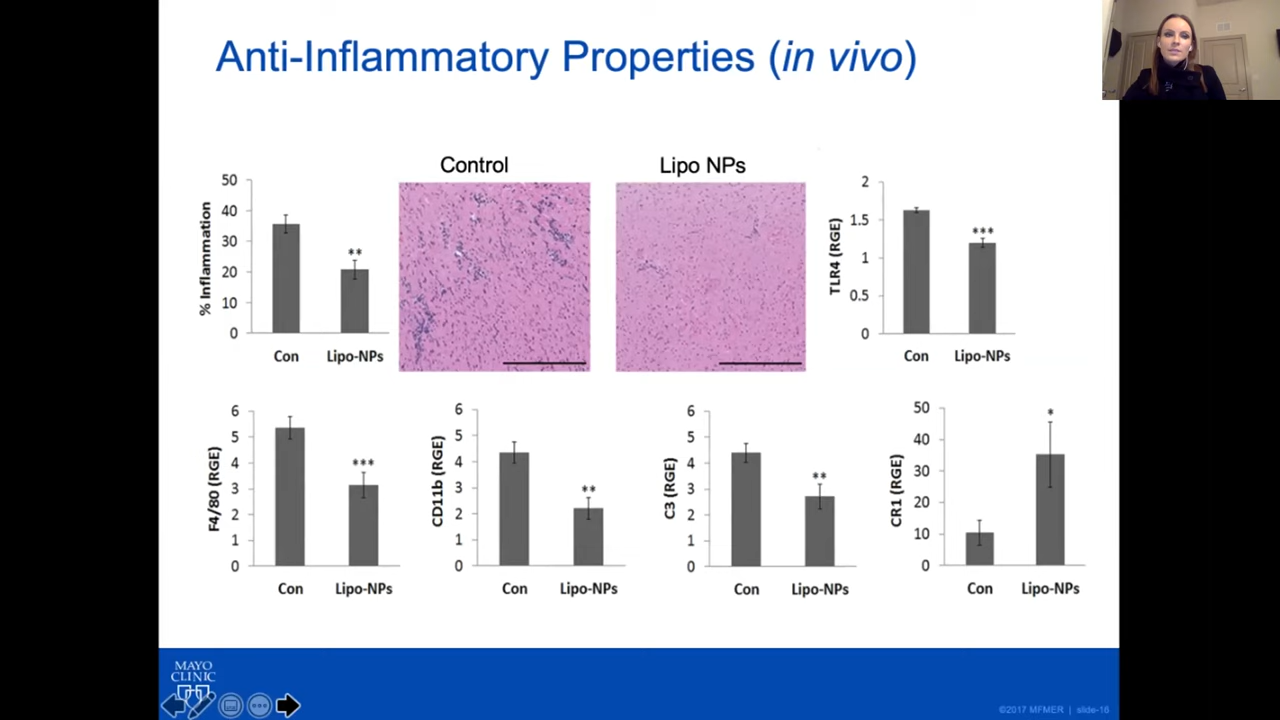 Anti-Inflammatory Properties (in vivo)
Control
Lipo NPs
% Inflammation
50
40
30
20
10
0
**
Con
Lipo-NPs
TLR4 (RGE)
2
1.5
1
0.5
0
***
Con
Lipo-NPs
F4/80 (RGE)
6
5
4
3
2
1
0
***
Con
Lipo-NPs
CD11b (RGE)
6
5
4
3
2
1
0
**
Con
Lipo-NPs
C3 (RGE)
6
5
4
3
2
1
0
**
Con
Lipo-NPs
CR1 (RGE)
50
40
30
20
10
0
*
Con
Lipo-NPs
MAYO
CLINIC
©2017 MFMER | slide-16